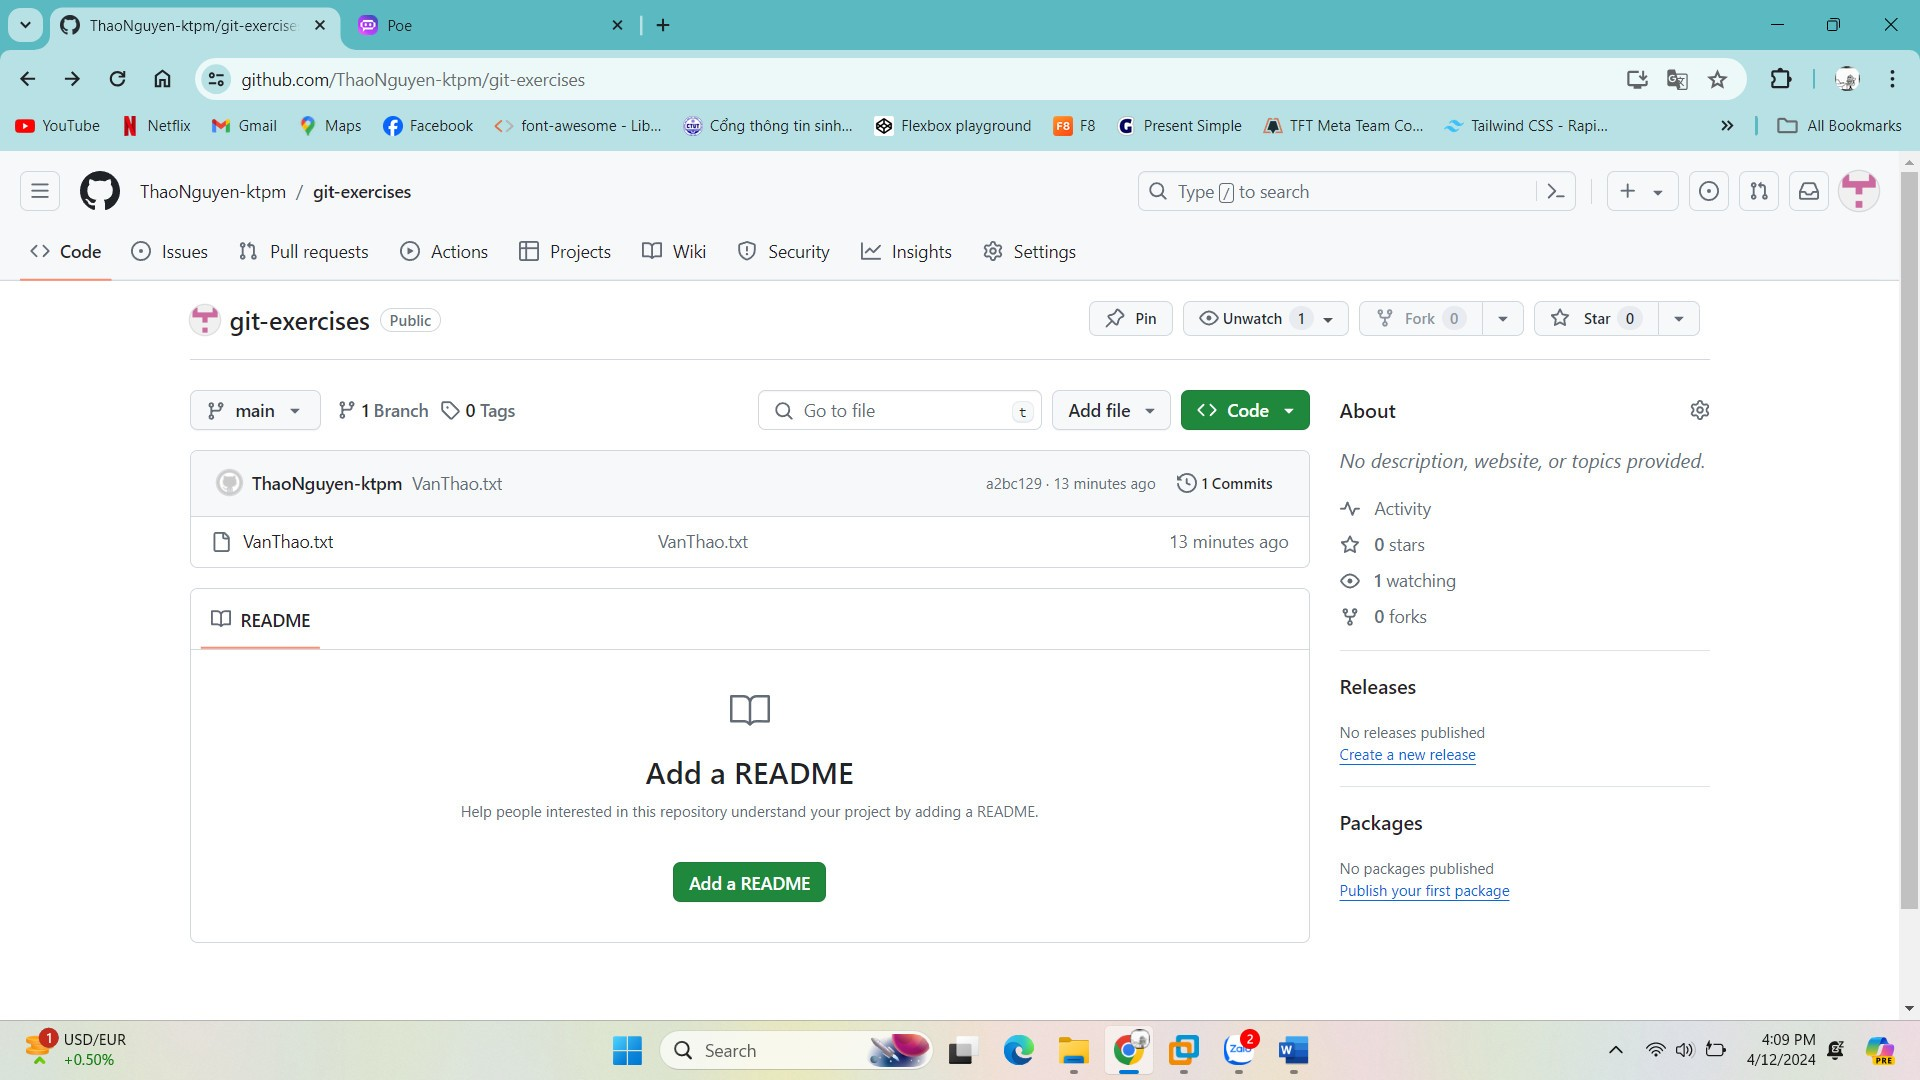 ThaoNguyen-ktpm/git-exercise
Poe
github.com/ThaoNguyen-ktpm/git-exercises
YouTube
Netflix
Gmail
Maps
Facebook
font-awesome - Lib...
Cổng thông tin sinh...
Flexbox playground
F8
F8
Present Simple
TFT Meta Team Co...
Tailwind CSS - Rapi...
All Bookmarks
ThaoNguyen-ktpm / git-exercises
Type / to search
Code
Issues
Pull requests
Actions
Projects
Wiki
Security
Insights
Settings
git-exercises Public
Pin
Unwatch 1
Fork 0
Star 0
main
1 Branch
0 Tags
Go to file t
Add file
Code
ThaoNguyen-ktpm VanThao.txt a2bc129 · 13 minutes ago 1 Commits
VanThao.txt VanThao.txt 13 minutes ago
README
Add a README
Help people interested in this repository understand your project by adding a README.
Add a README
About
No description, website, or topics provided.
Activity
0 stars
1 watching
0 forks
Releases
No releases published
Create a new release
Packages
No packages published
Publish your first package
1
USD/EUR
+0.50%
Search
Zalo
2
W
4:09 PM
4/12/2024
PRE